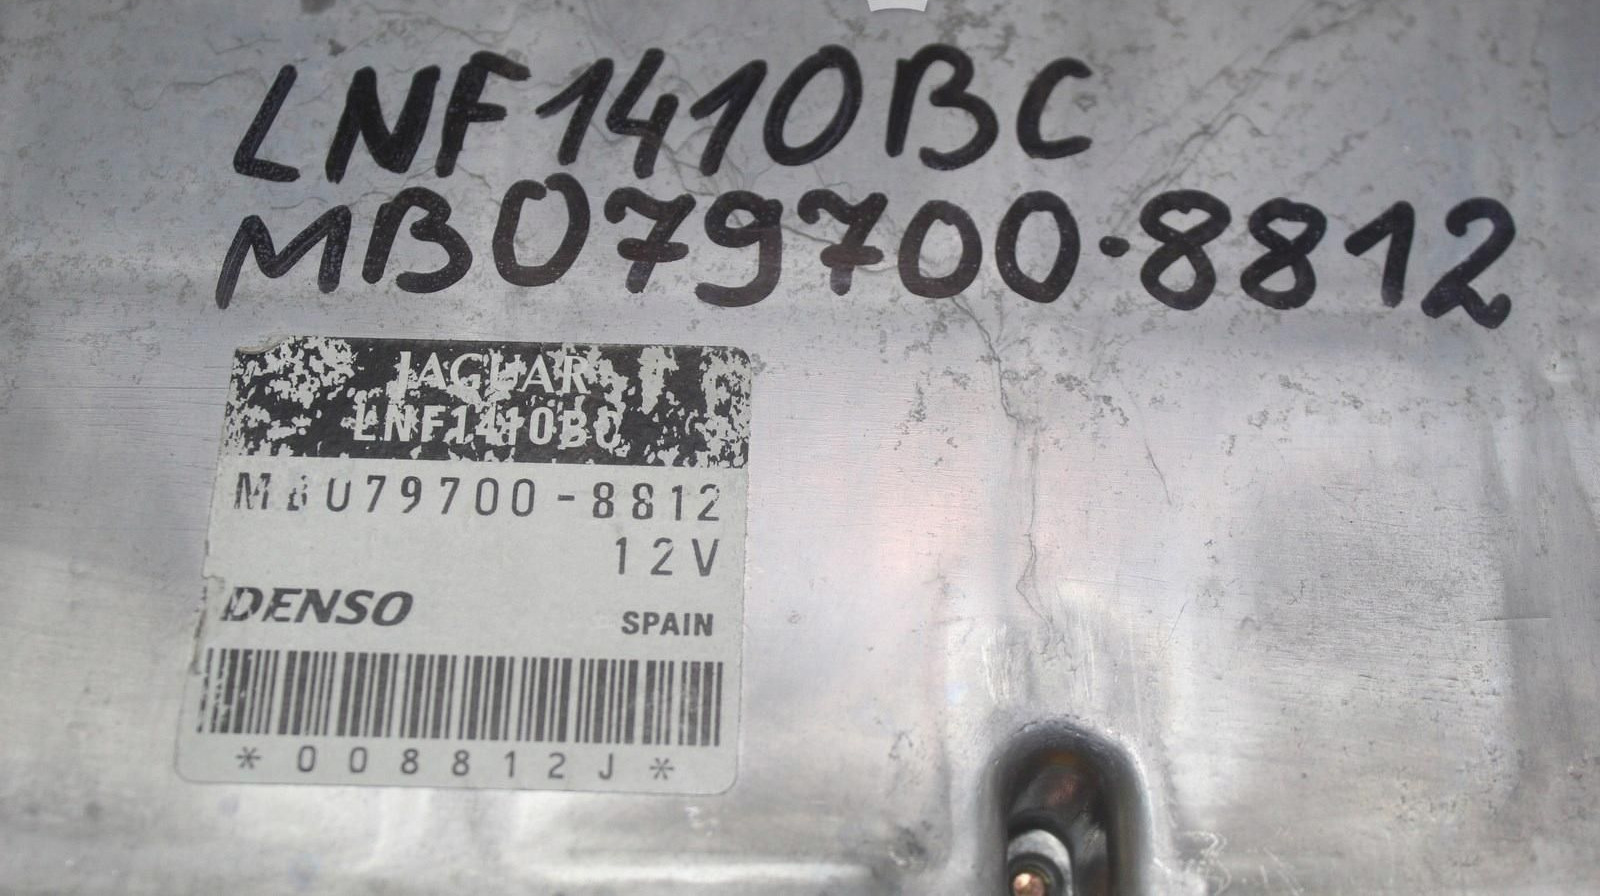 LNF1410BC
MB079700-8812
JAGUAR
LNF1410BC
MB079700-8812
12V
DENSO
SPAIN
*008812J*